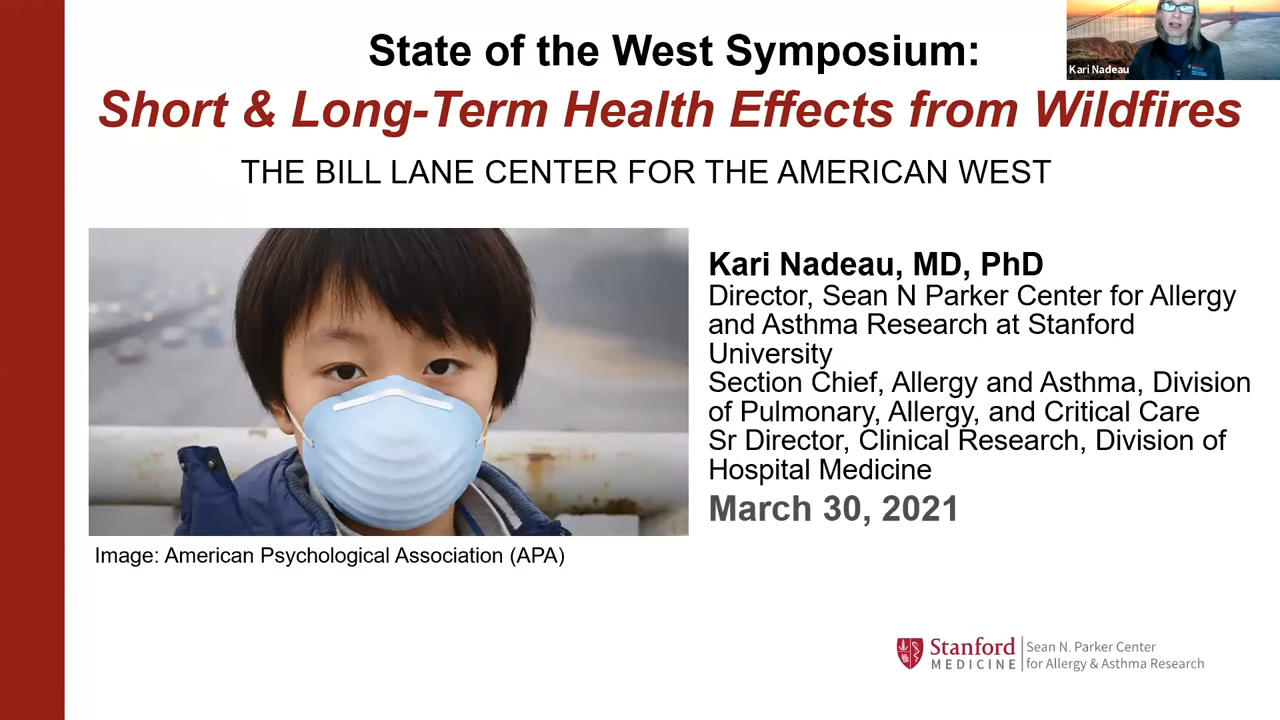 State of the West Symposium:
Kari Nadeau
Short & Long-Term Health Effects from Wildfires
THE BILL LANE CENTER FOR THE AMERICAN WEST
Kari Nadeau, MD, PhD
Director, Sean N Parker Center for Allergy
and Asthma Research at Stanford
University
Section Chief, Allergy and Asthma, Division
of Pulmonary, Allergy, and Critical Care
Sr Director, Clinical Research, Division of
Hospital Medicine
March 30, 2021
Image: American Psychological Association (APA)
Stanford
MEDICINE
Sean N. Parker Center
for Allergy & Asthma Research